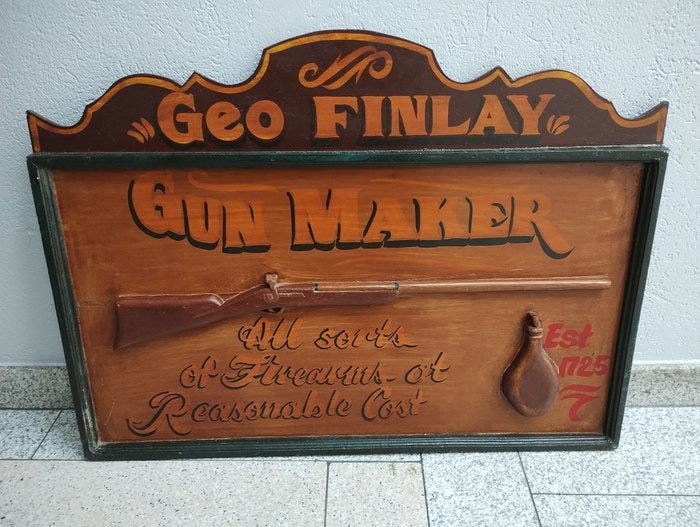 Geo FINLAY
GUN MAKER
All sorts
of Firearms at
Reasonable Cost
Est
1725